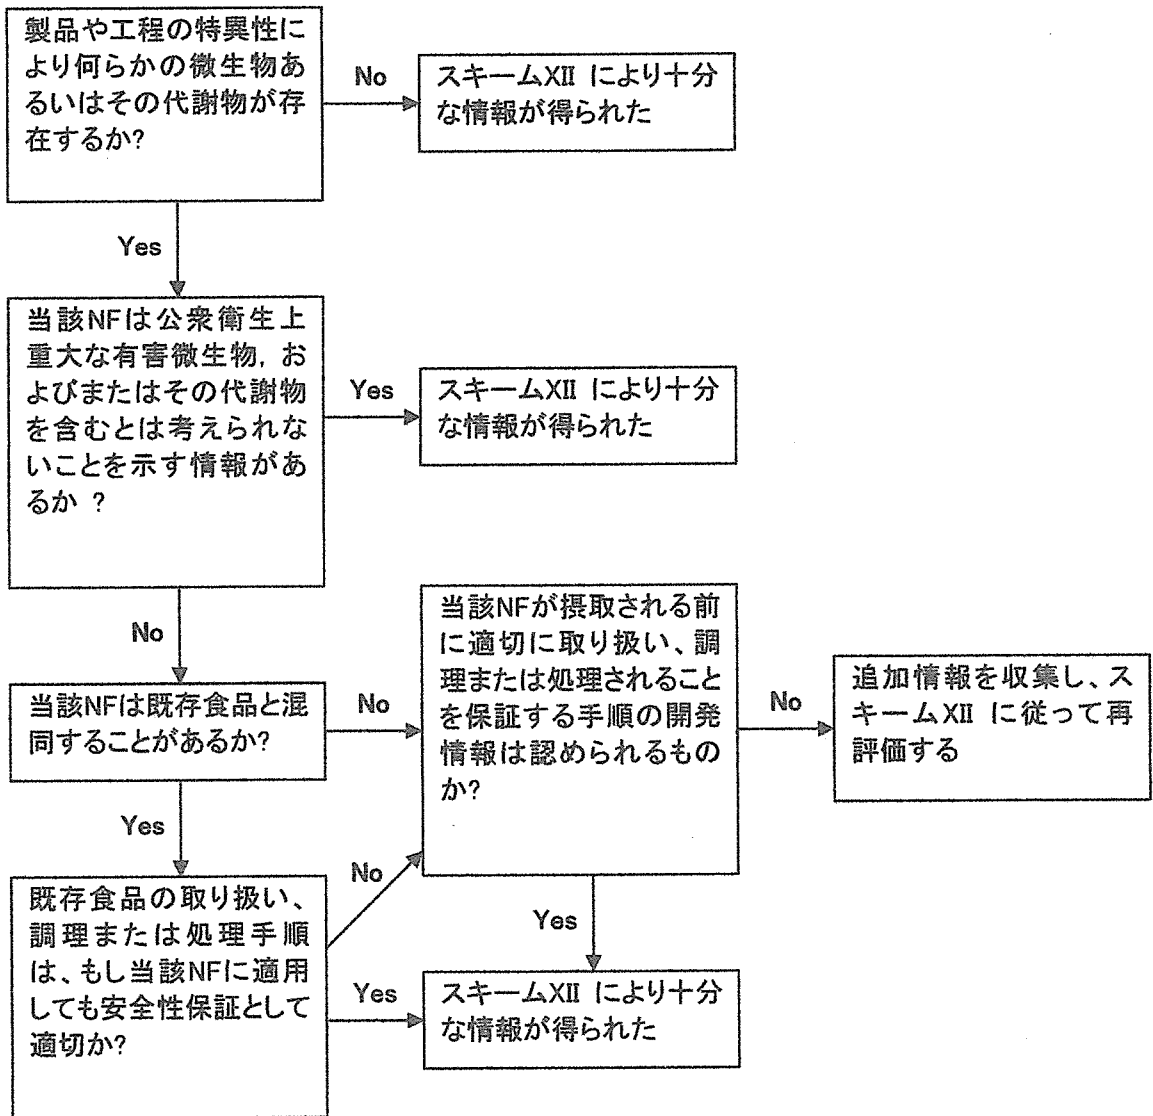 製品や工程の特異性に
より何らかの微生物あ
るいはその代謝物が存
在するか?
No
スキームXII により十分
な情報が得られた
Yes
当該NFは公衆衛生上
重大な有害微生物, お
よびまたはその代謝物
を含むとは考えられな
いことを示す情報があ
るか ?
Yes
スキームXII により十分
な情報が得られた
No
当該NFは既存食品と混
同することがあるか?
No
当該NFが摂取される前
に適切に取り扱い、調
理または処理されること
を保証する手順の開発
情報は認められるもの
か?
No
追加情報を収集し、ス
キームXII に従って再
評価する
Yes
既存食品の取り扱い、
調理または処理手順
は、もし当該NFに適用
しても安全性保証として
適切か?
No
Yes
Yes
スキームXII により十分
な情報が得られた